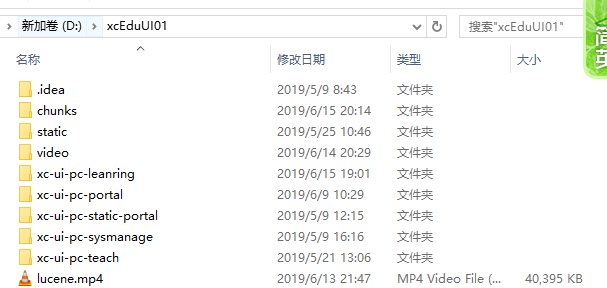 新加卷 (D:) › xcEduUI01
搜索"xcEduUI01"
名称 修改日期 类型 大小
.idea 2019/5/9 8:43 文件夹
chunks 2019/6/15 20:14 文件夹
static 2019/5/25 10:46 文件夹
video 2019/6/14 20:29 文件夹
xc-ui-pc-leanring 2019/6/15 19:01 文件夹
xc-ui-pc-portal 2019/6/9 10:29 文件夹
xc-ui-pc-static-portal 2019/5/9 12:15 文件夹
xc-ui-pc-sysmanage 2019/5/9 16:16 文件夹
xc-ui-pc-teach 2019/5/21 13:06 文件夹
lucene.mp4 2019/6/13 21:47 MP4 Video File (... 40,395 KB